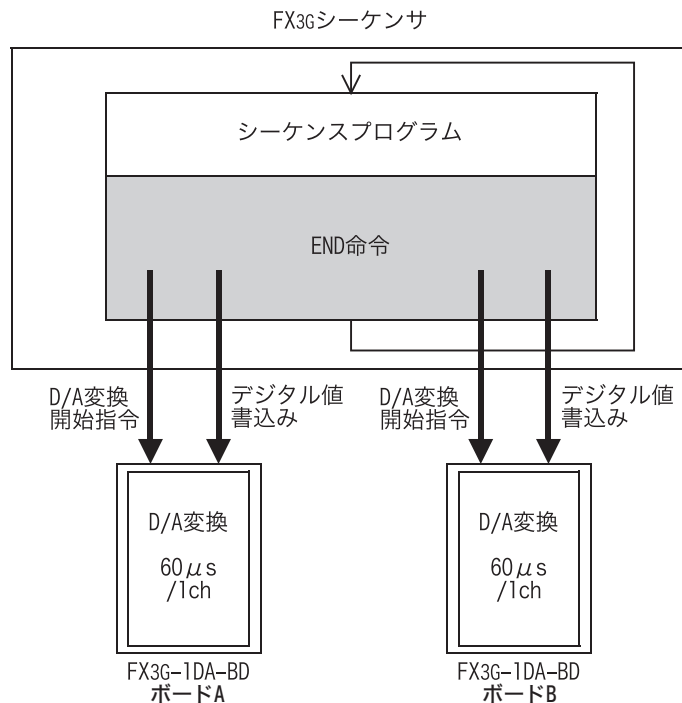 FX3Gシーケンサ
シーケンスプログラム
END命令
D/A変換
開始指令
デジタル値
書込み
D/A変換
開始指令
デジタル値
書込み
D/A変換
60μs
/1ch
D/A変換
60μs
/1ch
FX3G-1DA-BD
ボードA
FX3G-1DA-BD
ボードB